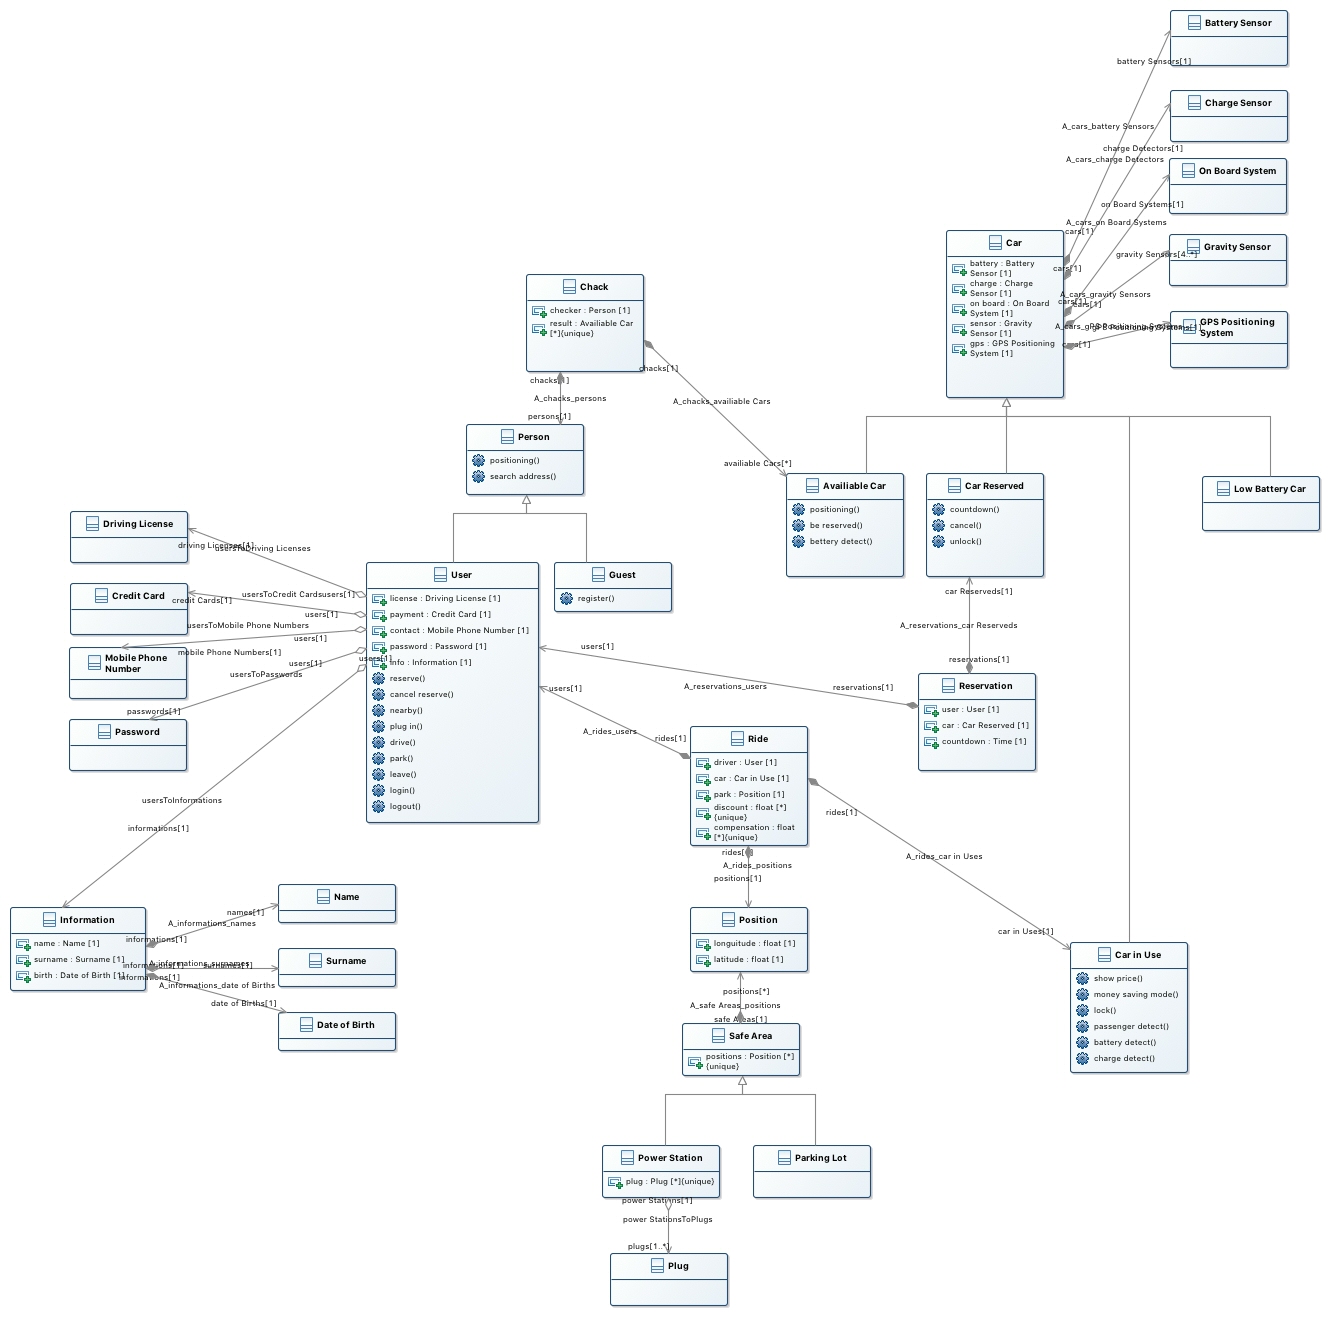 Battery Sensor
battery Sensors[1]
Charge Sensor
A_cars_battery Sensors
charge Detectors[1]
A_cars_charge Detectors
On Board System
on Board Systems[1]
A_cars_on Board Systems
cars[1]
Car
battery : Battery
Sensor [1]
charge : Charge
Sensor [1]
on board : On Board
System [1]
sensor : Gravity
Sensor [1]
gps : GPS Positioning
System [1]
Gravity Sensor
gravity Sensors[4..*]
cars[1]
A_cars_gravity Sensors
cars[1]
cars[1]
GPS Positioning
System
cars[1]
Chack
checker : Person [1]
result : Availiable Car
[*]{unique}
chacks[1]
chacks[1]
A_chacks_persons
A_chacks_availiable Cars
persons[1]
availiable Cars[*]
Person
positioning()
search address()
Availiable Car
positioning()
be reserved()
bettery detect()
Car Reserved
countdown()
cancel()
unlock()
Low Battery Car
Driving License
driving Licenses[1]
usersToDriving Licenses
User
license : Driving License [1]
payment : Credit Card [1]
contact : Mobile Phone Number [1]
password : Password [1]
info : Information [1]
reserve()
cancel reserve()
nearby()
plug in()
drive()
park()
leave()
login()
logout()
Guest
register()
Credit Card
credit Cards[1]
usersToCredit Cards
users[1]
users[1]
usersToMobile Phone Numbers
users[1]
mobile Phone Numbers[1]
Mobile Phone
Number
users[1]
users[1]
usersToPasswords
passwords[1]
Password
car Reserveds[1]
A_reservations_car Reserveds
reservations[1]
users[1]
A_reservations_users
reservations[1]
Reservation
user : User [1]
car : Car Reserved [1]
countdown : Time [1]
users[1]
A_rides_users
rides[1]
Ride
driver : User [1]
car : Car in Use [1]
park : Position [1]
discount : float [*]
{unique}
compensation : float
[*]{unique}
rides[1]
A_rides_car in Uses
car in Uses[1]
A_rides_positions
positions[1]
usersToInformations
informations[1]
Information
name : Name [1]
surname : Surname [1]
birth : Date of Birth [1]
names[1]
A_informations_names
informations[1]
Name
informations[1]
A_informations_surnames
surnames[1]
Surname
informations[1]
A_informations_date of Births
date of Births[1]
Date of Birth
Position
longuitude : float [1]
latitude : float [1]
positions[*]
A_safe Areas_positions
safe Areas[1]
Safe Area
positions : Position [*]
{unique}
Car in Use
show price()
money saving mode()
lock()
passenger detect()
battery detect()
charge detect()
Power Station
plug : Plug [*]{unique}
Parking Lot
power Stations[1]
power StationsToPlugs
plugs[1..*]
Plug